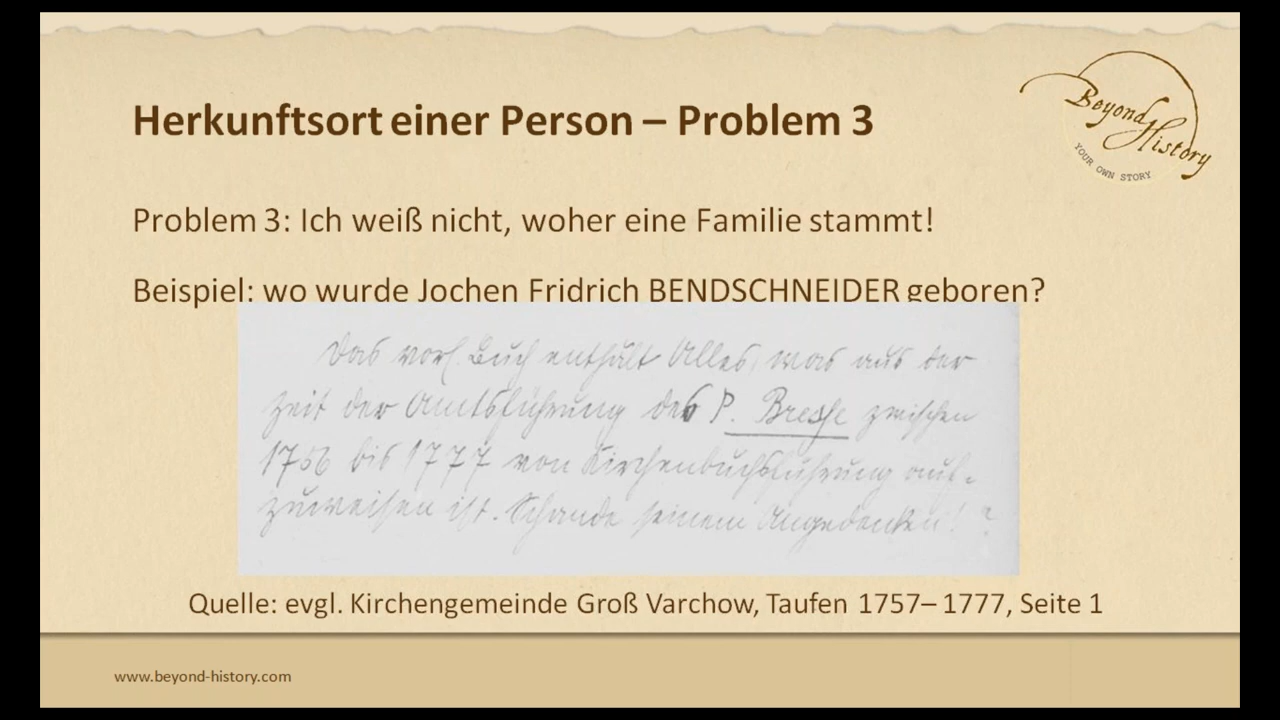 Herkunftsort einer Person – Problem 3
Beyond
History
YOUR OWN STORY
Problem 3: Ich weiß nicht, woher eine Familie stammt!
Beispiel: wo wurde Jochen Fridrich BENDSCHNEIDER geboren?
Das vorl. Buch enthält Alles, was aus der
Zeit der Amtsführung des P. Bresse zwischen
1756 bis 1777 von Kirchenbuchsführung auf-
zuweisen ist. Schande seinem Angedenken! ?
Quelle: evgl. Kirchengemeinde Groß Varchow, Taufen 1757– 1777, Seite 1
www.beyond-history.com